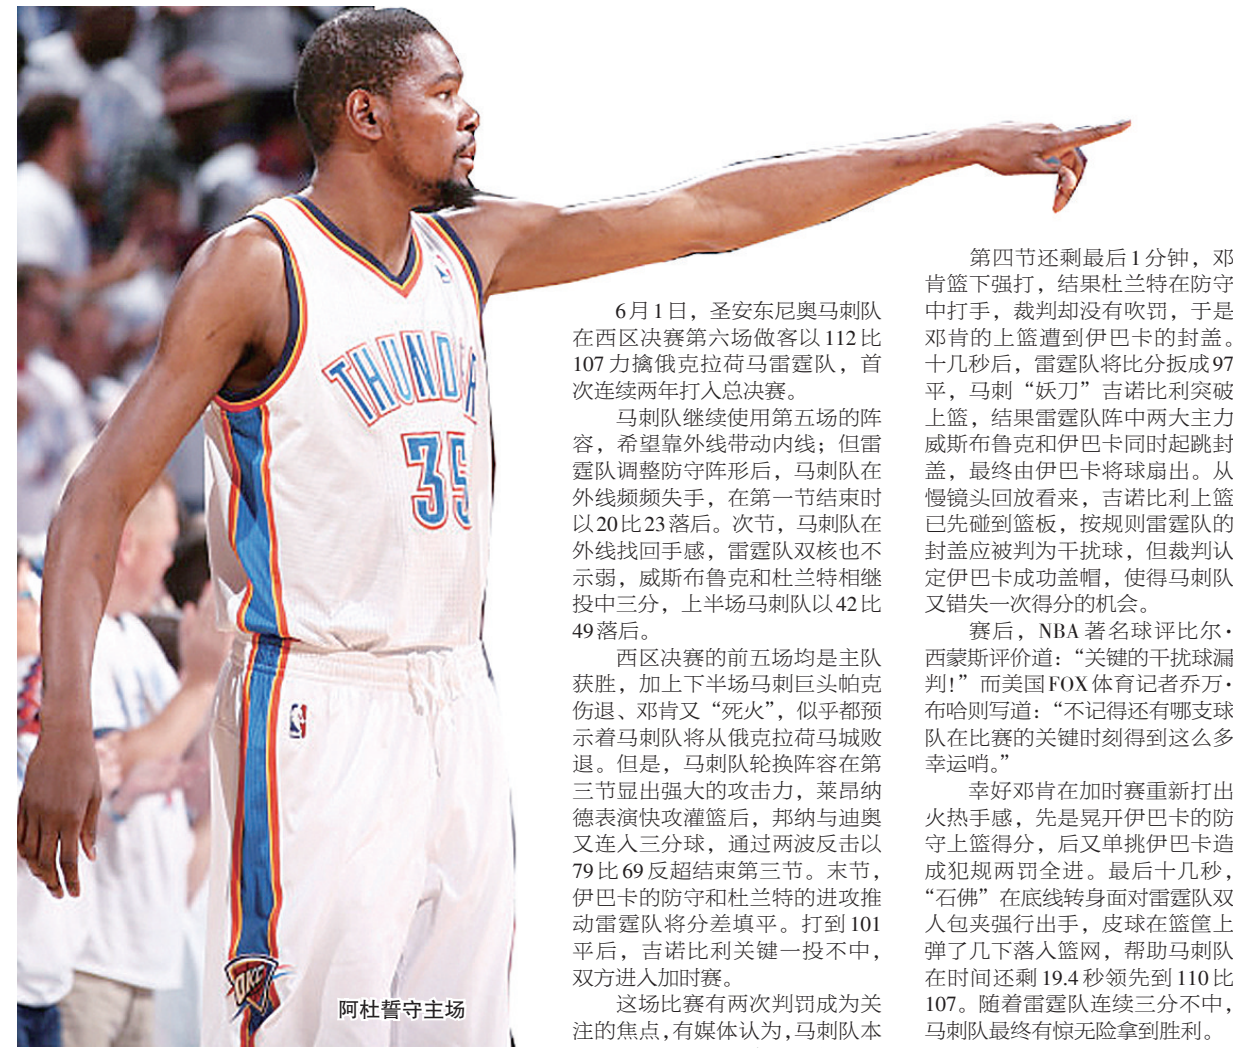 THUNDER
35
OKC
阿杜誓守主场
6月1日，圣安东尼奥马刺队
在西区决赛第六场做客以112比
107力擒俄克拉荷马雷霆队，首
次连续两年打入总决赛。
马刺队继续使用第五场的阵
容，希望靠外线带动内线；但雷
霆队调整防守阵形后，马刺队在
外线频频失手，在第一节结束时
以20比23落后。次节，马刺队在
外线找回手感，雷霆队双核也不
示弱，威斯布鲁克和杜兰特相继
投中三分，上半场马刺队以42比
49落后。
西区决赛的前五场均是主队
获胜，加上下半场马刺巨头帕克
伤退、邓肯又“死火”，似乎都预
示着马刺队将从俄克拉荷马城败
退。但是，马刺队轮换阵容在第
三节显出强大的攻击力，莱昂纳
德表演快攻灌篮后，邦纳与迪奥
又连入三分球，通过两波反击以
79比69反超结束第三节。末节，
伊巴卡的防守和杜兰特的进攻推
动雷霆队将分差填平。打到101
平后，吉诺比利关键一投不中，
双方进入加时赛。
这场比赛有两次判罚成为关
注的焦点，有媒体认为，马刺队本
第四节还剩最后1分钟，邓
肯篮下强打，结果杜兰特在防守
中打手，裁判却没有吹罚，于是
邓肯的上篮遭到伊巴卡的封盖。
十几秒后，雷霆队将比分扳成97
平，马刺“妖刀”吉诺比利突破
上篮，结果雷霆队阵中两大主力
威斯布鲁克和伊巴卡同时起跳封
盖，最终由伊巴卡将球扇出。从
慢镜头回放看来，吉诺比利上篮
已先碰到篮板，按规则雷霆队的
封盖应被判为干扰球，但裁判认
定伊巴卡成功盖帽，使得马刺队
又错失一次得分的机会。
赛后，NBA著名球评比尔·
西蒙斯评价道：“关键的干扰球漏
判！”而美国FOX体育记者乔万·
布哈则写道：“不记得还有哪支球
队在比赛的关键时刻得到这么多
幸运哨。”
幸好邓肯在加时赛重新打出
火热手感，先是晃开伊巴卡的防
守上篮得分，后又单挑伊巴卡造
成犯规两罚全进。最后十几秒，
“石佛”在底线转身面对雷霆队双
人包夹强行出手，皮球在篮筐上
弹了几下落入篮网，帮助马刺队
在时间还剩19.4秒领先到110比
107。随着雷霆队连续三分不中，
马刺队最终有惊无险拿到胜利。